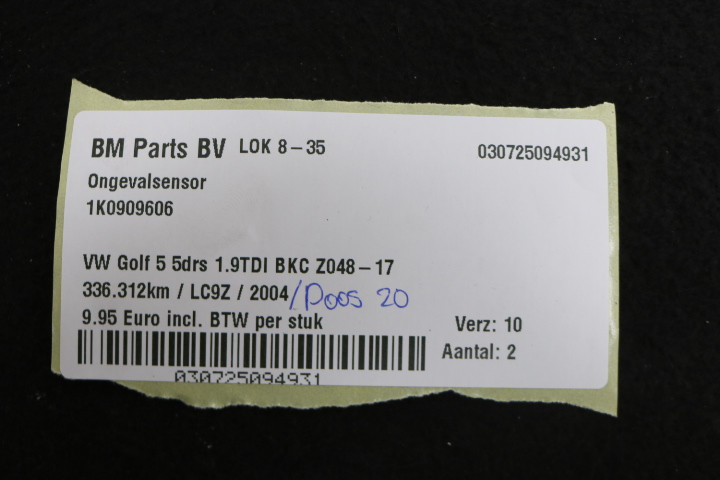 BM Parts BV LOK 8-35 030725094931
Ongevalsensor
1K0909606
VW Golf 5 5drs 1.9TDI BKC Z048-17
336.312km / LC9Z / 2004 /Doos 20
9.95 Euro incl. BTW per stuk Verz: 10
Aantal: 2
030725094931